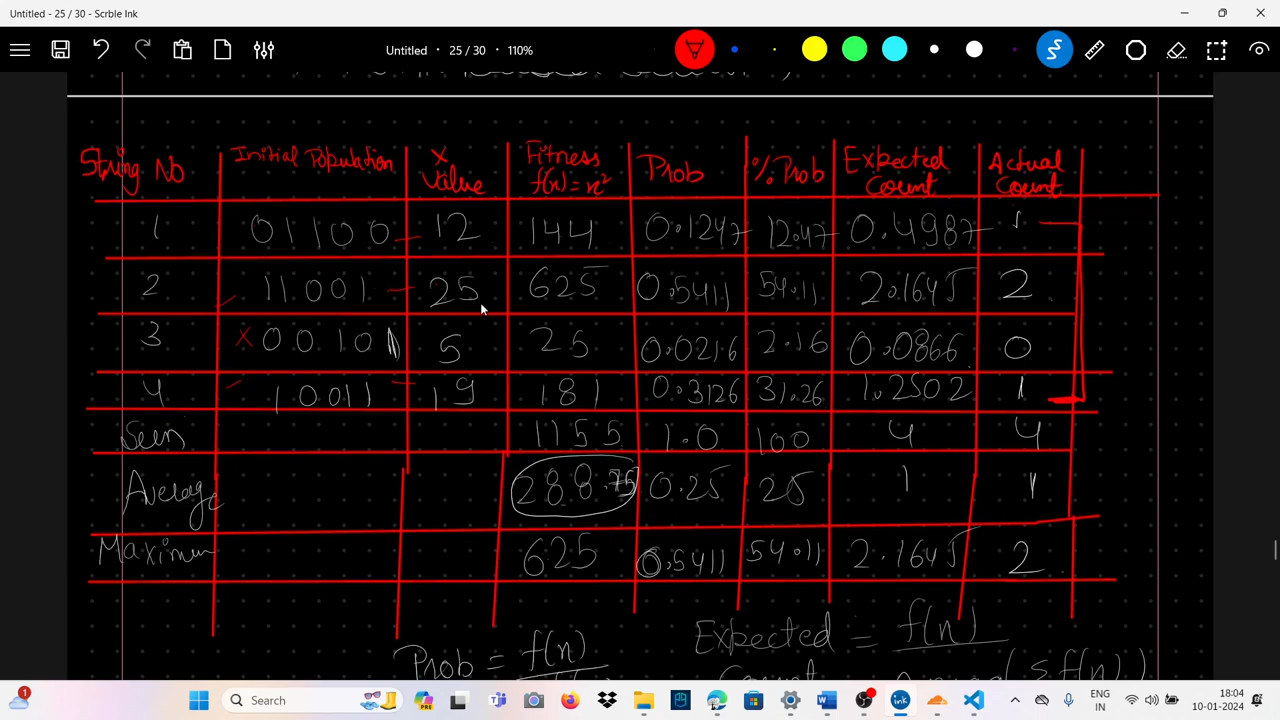 Untitled - 25 / 30 - Scrble Ink
Untitled • 25 / 30 • 110%
String No Initial Population X Value Fitness f(n) = n² Prob % Prob Expected Count Actual Count
1 01100 12 144 0.1247 12.47 0.4987 1
2 11001 25 625 0.5411 54.11 2.1645 2
3 00101 5 25 0.0216 2.16 0.0866 0
4 10011 19 181 0.3126 31.26 1.2502 1
Sum 1155 1.0 100 4 4
Average 288.75 0.25 25 1 1
Maximum 625 0.5411 54.11 2.1645 2
Prob = f(n)
Expected = f(n)
(Σf(n))
1 Search PRE ENG 18:04
IN 10-01-2024